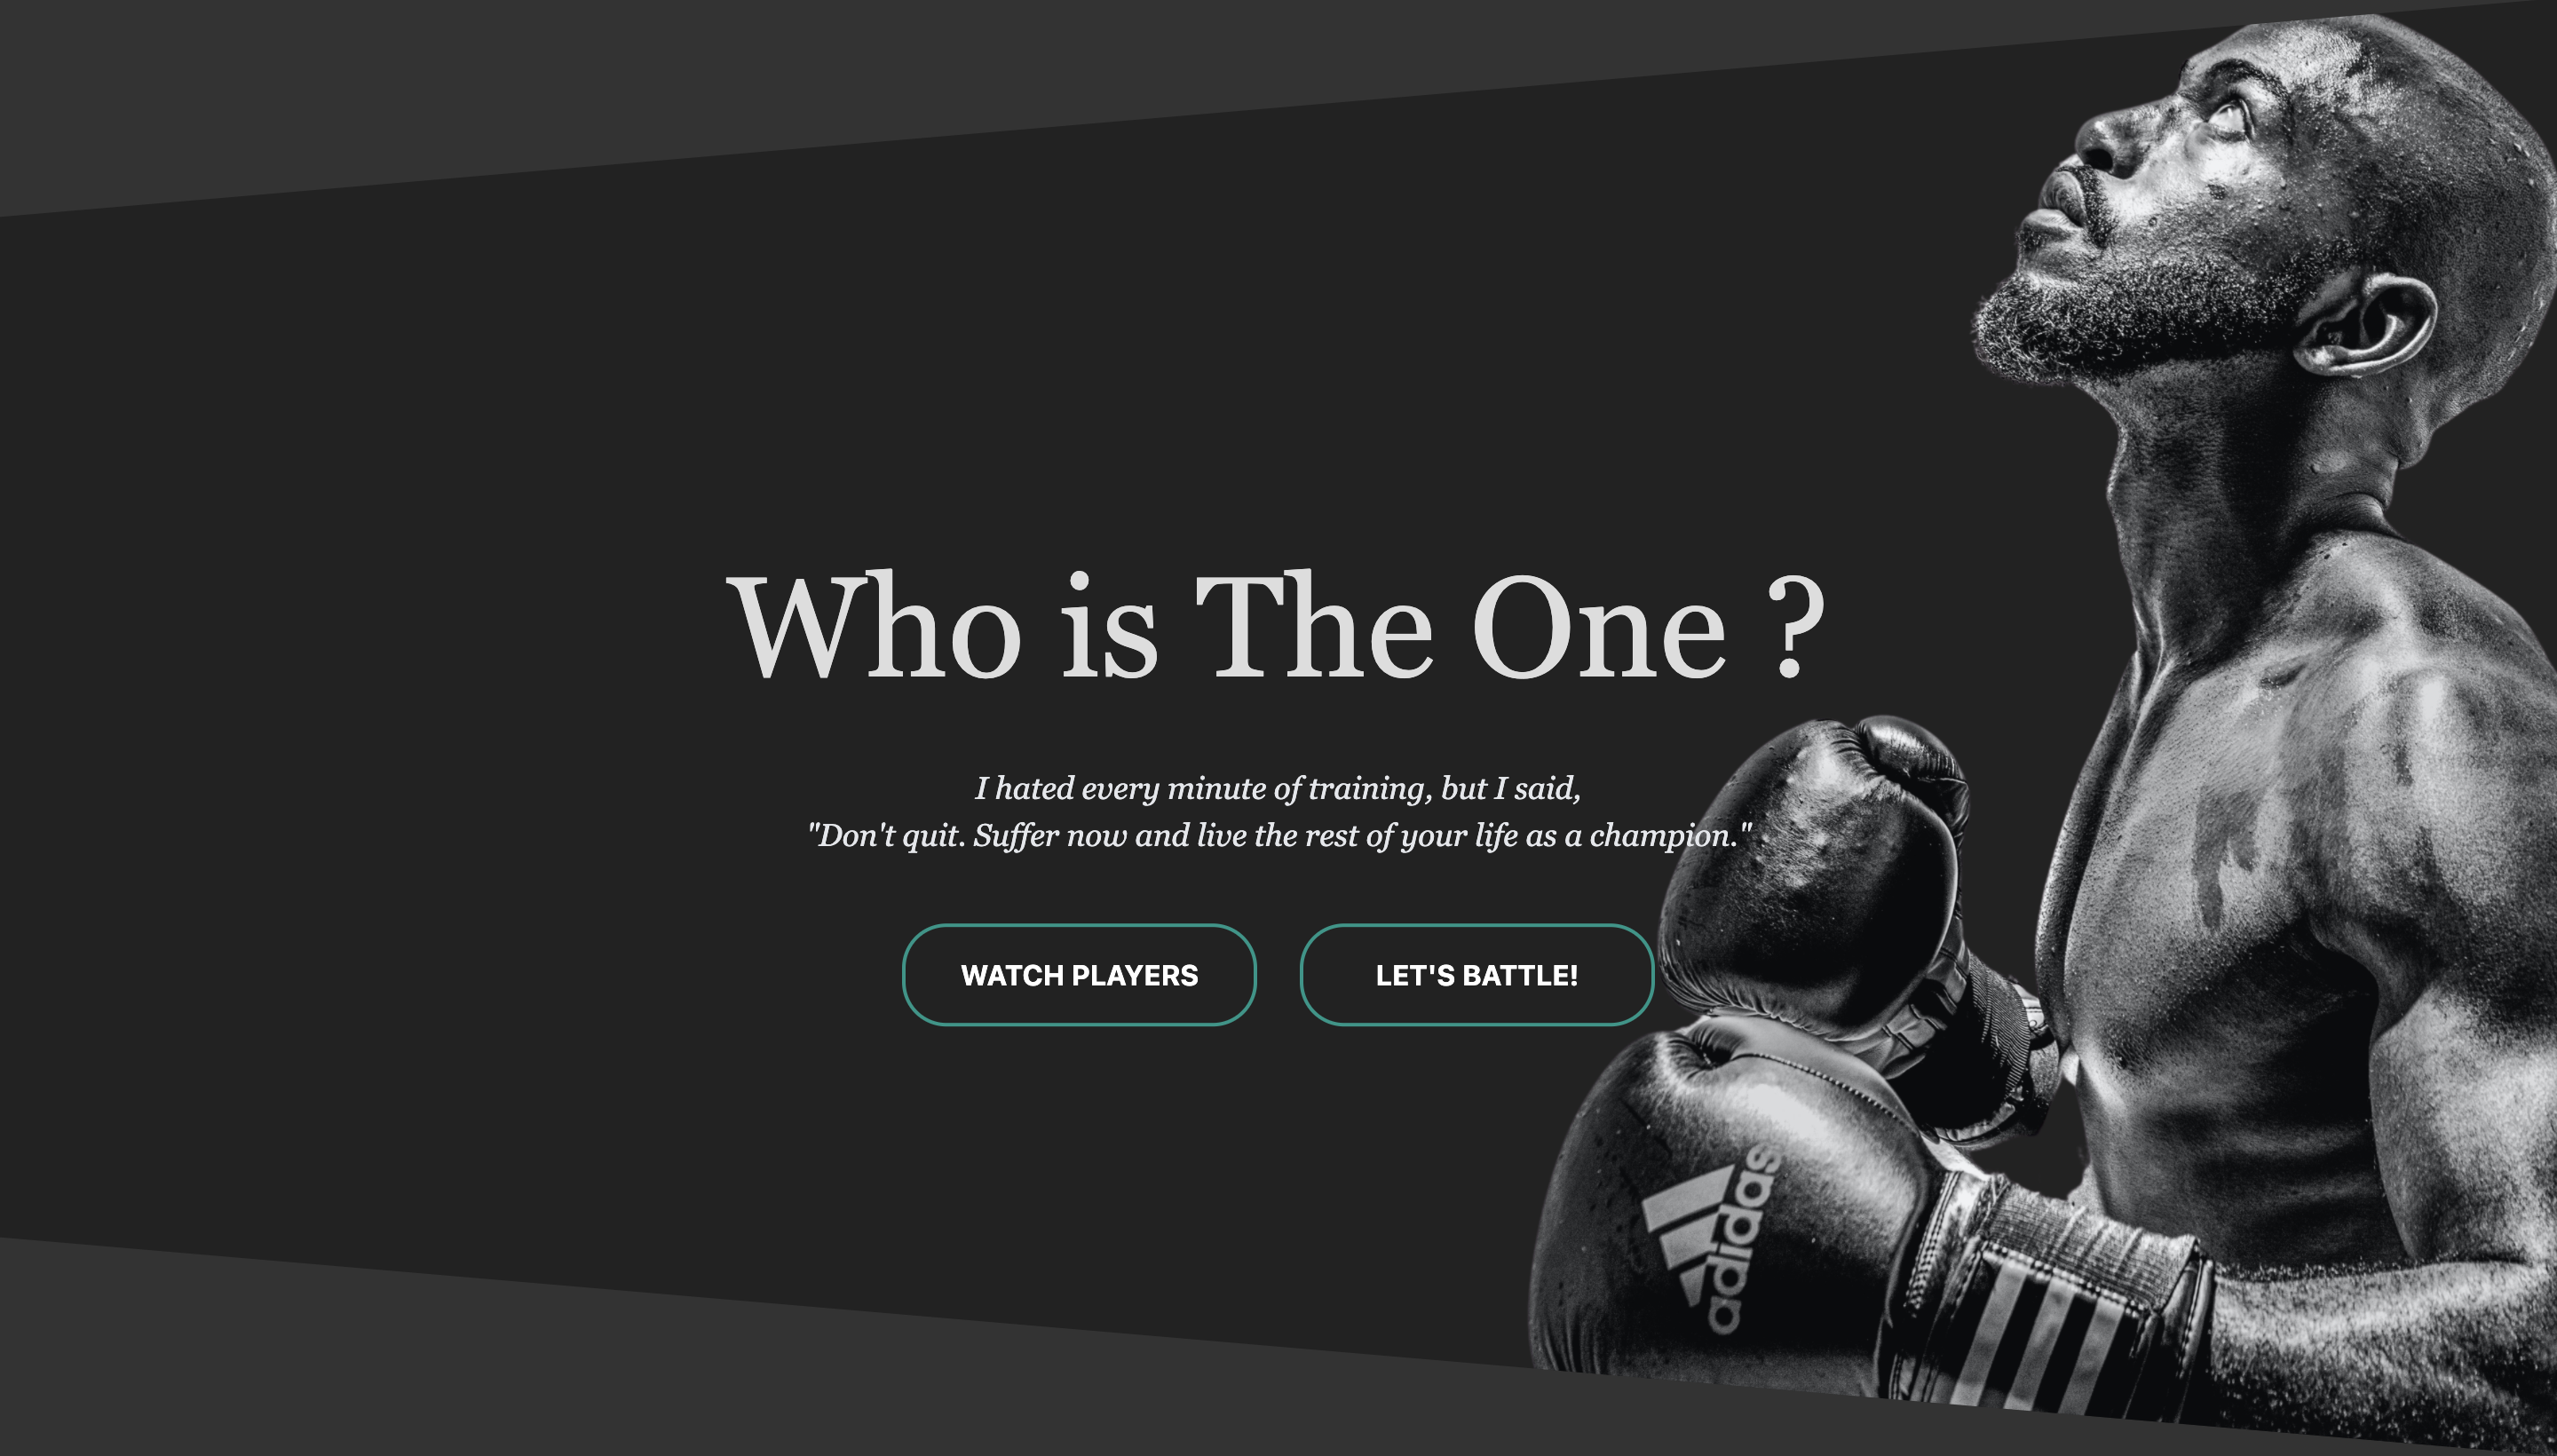 Who is The One ?
I hated every minute of training, but I said,
"Don't quit. Suffer now and live the rest of your life as a champion."
WATCH PLAYERS
LET'S BATTLE!
adidas